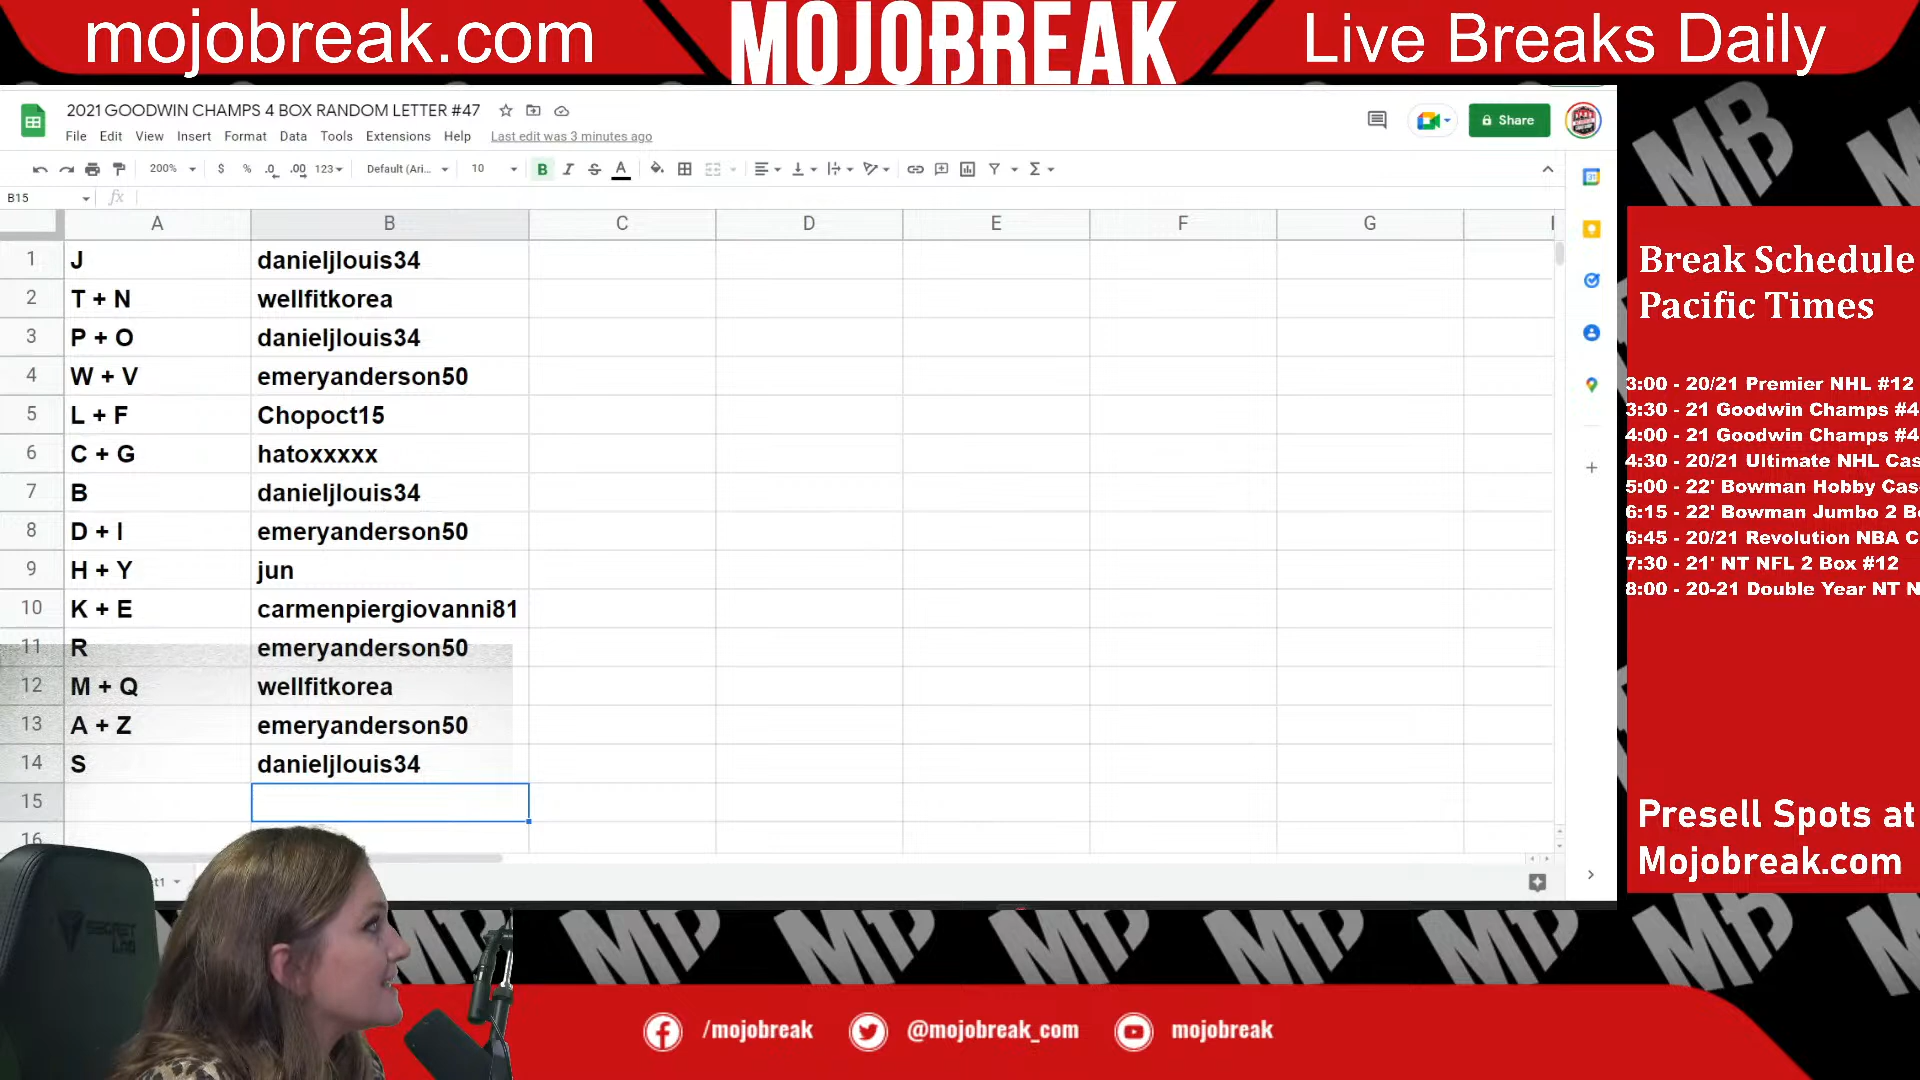 mojobreak.com
MOJOBREAK
Live Breaks Daily
2021 GOODWIN CHAMPS 4 BOX RANDOM LETTER #47
Share
File Edit View Insert Format Data Tools Extensions Help Last edit was 3 minutes ago
200% $ % .0 .00 123 Default (Ari... 10 B I S A Σ
B15 fx
A B C D E F G
1 J danieljlouis34
2 T + N wellfitkorea
3 P + O danieljlouis34
4 W + V emeryanderson50
5 L + F Chopoct15
6 C + G hatoxxxxx
7 B danieljlouis34
8 D + I emeryanderson50
9 H + Y jun
10 K + E carmenpiergiovanni81
11 R emeryanderson50
12 M + Q wellfitkorea
13 A + Z emeryanderson50
14 S danieljlouis34
15
16
Break Schedule
Pacific Times
3:00 - 20/21 Premier NHL #12
3:30 - 21 Goodwin Champs #4
4:00 - 21 Goodwin Champs #4
4:30 - 20/21 Ultimate NHL Cas
5:00 - 22' Bowman Hobby Cas
6:15 - 22' Bowman Jumbo 2 B
6:45 - 20/21 Revolution NBA C
7:30 - 21' NT NFL 2 Box #12
8:00 - 20-21 Double Year NT N
Presell Spots at
Mojobreak.com
SECRET
LAB
/mojobreak
@mojobreak_com
mojobreak